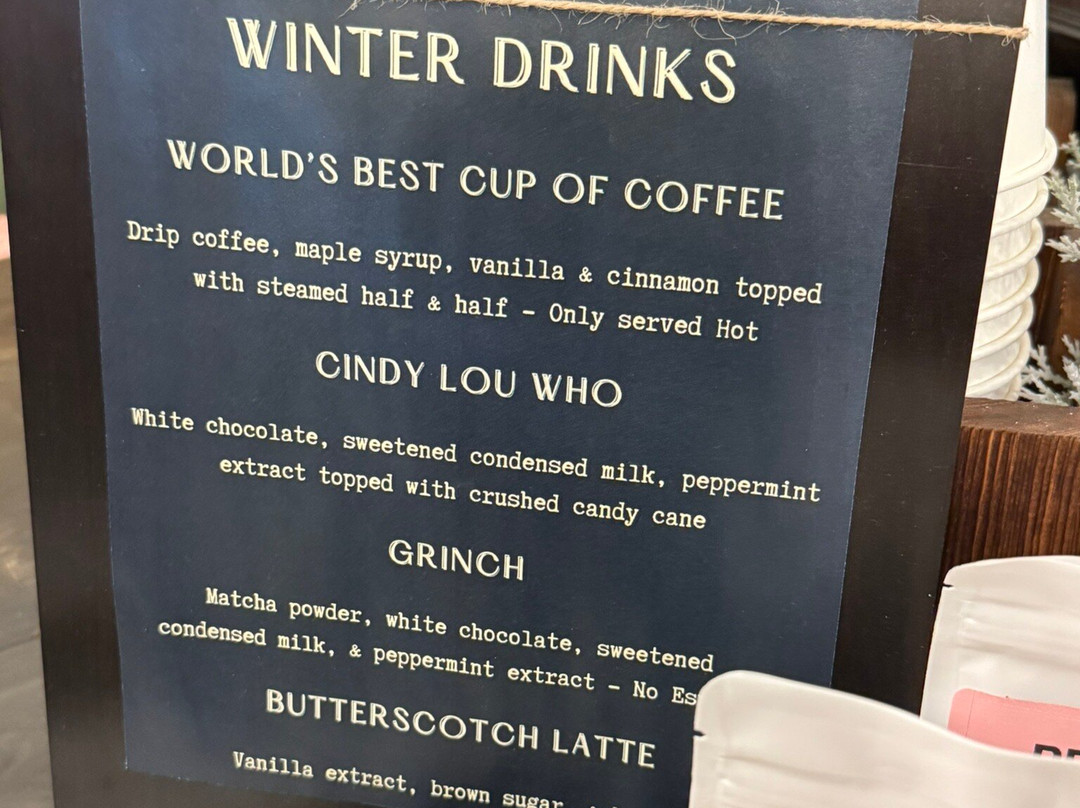 WINTER DRINKS
WORLD'S BEST CUP OF COFFEE
Drip coffee, maple syrup, vanilla & cinnamon topped
with steamed half & half - Only served Hot
CINDY LOU WHO
White chocolate, sweetened condensed milk, peppermint
extract topped with crushed candy cane
GRINCH
Matcha powder, white chocolate, sweetened
condensed milk, & peppermint extract - No
BUTTERSCOTCH LATTE
Vanilla extract, brown sugar